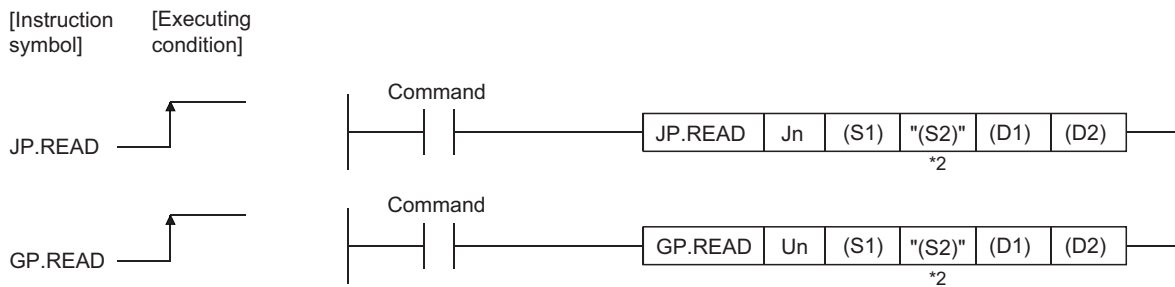 [Instruction symbol] [Executing condition]
Command
JP.READ JP.READ Jn (S1) "(S2)" (D1) (D2)
*2
Command
GP.READ GP.READ Un (S1) "(S2)" (D1) (D2)
*2